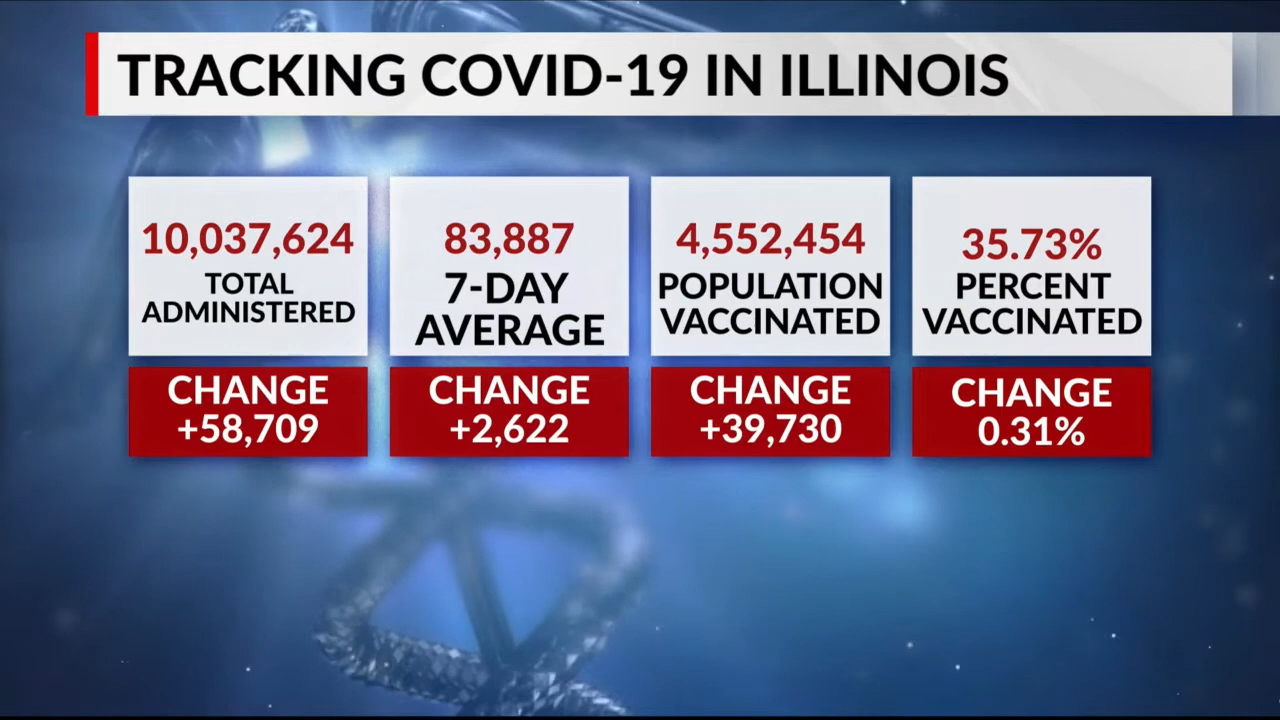 TRACKING COVID-19 IN ILLINOIS
10,037,624
TOTAL
ADMINISTERED
CHANGE
+58,709
83,887
7-DAY
AVERAGE
CHANGE
+2,622
4,552,454
POPULATION
VACCINATED
CHANGE
+39,730
35.73%
PERCENT
VACCINATED
CHANGE
0.31%